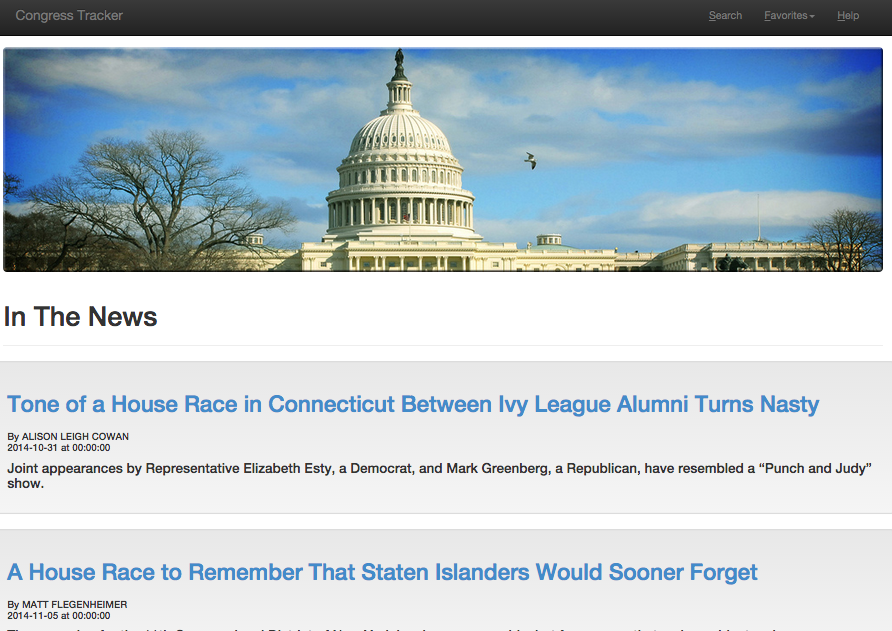 Congress Tracker
Search Favorites Help
In The News
Tone of a House Race in Connecticut Between Ivy League Alumni Turns Nasty
By ALISON LEIGH COWAN
2014-10-31 at 00:00:00
Joint appearances by Representative Elizabeth Esty, a Democrat, and Mark Greenberg, a Republican, have resembled a “Punch and Judy”
show.
A House Race to Remember That Staten Islanders Would Sooner Forget
By MATT FLEGENHEIMER
2014-11-05 at 00:00:00